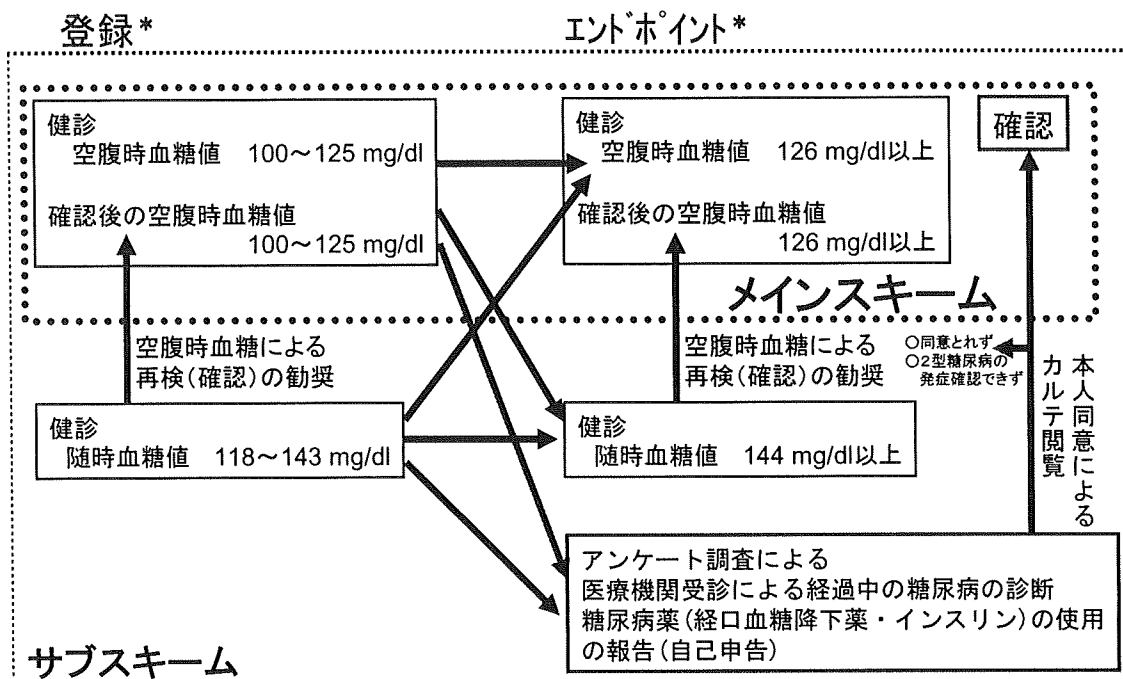 登録*
エンドポイント*
健診
空腹時血糖値 100～125 mg/dl
確認後の空腹時血糖値
100～125 mg/dl
健診
空腹時血糖値 126 mg/dl以上
確認後の空腹時血糖値
126 mg/dl以上
確認
メインスキーム
空腹時血糖による
再検(確認)の勧奨
空腹時血糖による
再検(確認)の勧奨
○同意とれず
○2型糖尿病の
発症確認できず
本人同意による
カルテ閲覧
健診
随時血糖値 118～143 mg/dl
健診
随時血糖値 144 mg/dl以上
アンケート調査による
医療機関受診による経過中の糖尿病の診断
糖尿病薬(経口血糖降下薬・インスリン)の使用
の報告(自己申告)
サブスキーム